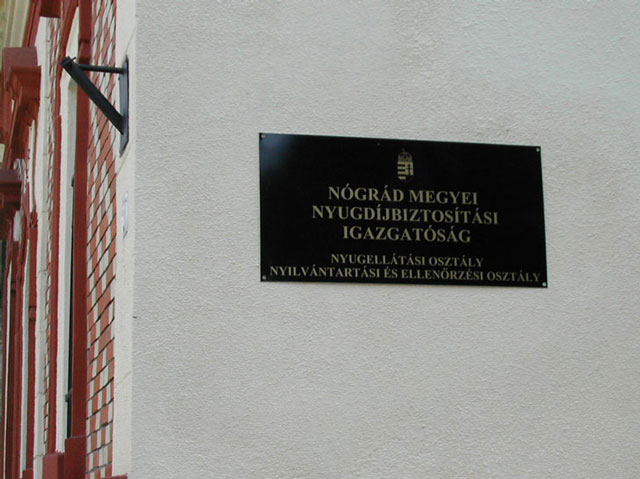 NÓGRÁD MEGYEI
NYUGDÍJBIZTOSÍTÁSI
IGAZGATÓSÁG
NYUGELLÁTÁSI OSZTÁLY
NYILVÁNTARTÁSI ÉS ELLENŐRZÉSI OSZTÁLY